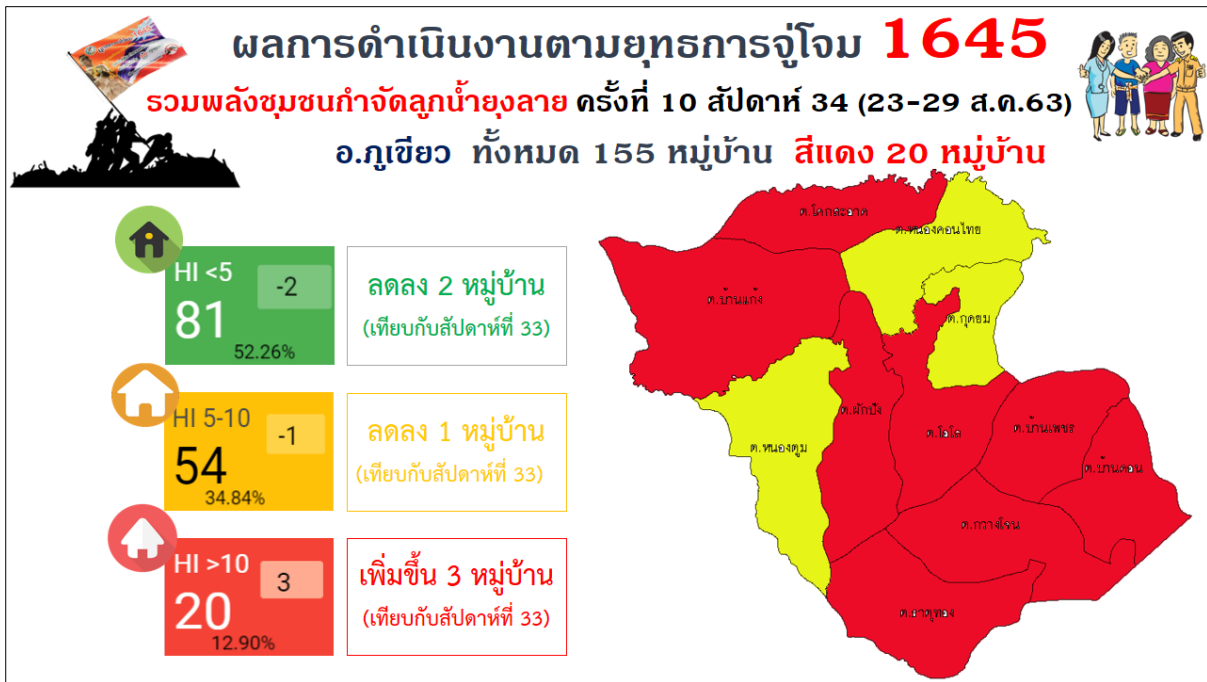 ผลการดำเนินงานตามยุทธการจู่โจม 1645
รวมพลังชุมชนกำจัดลูกน้ำยุงลาย ครั้งที่ 10 สัปดาห์ 34 (23-29 ส.ค.63)
อ.ภูเขียว ทั้งหมด 155 หมู่บ้าน สีแดง 20 หมู่บ้าน
HI <5
-2
81
52.26%
ลดลง 2 หมู่บ้าน
(เทียบกับสัปดาห์ที่ 33)
HI 5-10
-1
54
34.84%
ลดลง 1 หมู่บ้าน
(เทียบกับสัปดาห์ที่ 33)
HI >10
3
20
12.90%
เพิ่มขึ้น 3 หมู่บ้าน
(เทียบกับสัปดาห์ที่ 33)
ต.โคกสะอาด
ต.หนองคอนไทย
ต.บ้านแก้ง
ต.กุดยม
ต.ผักปัง
ต.โอโล
ต.บ้านเพชร
ต.หนองตูม
ต.บ้านดอน
ต.กวางโจน
ต.ธาตุทอง